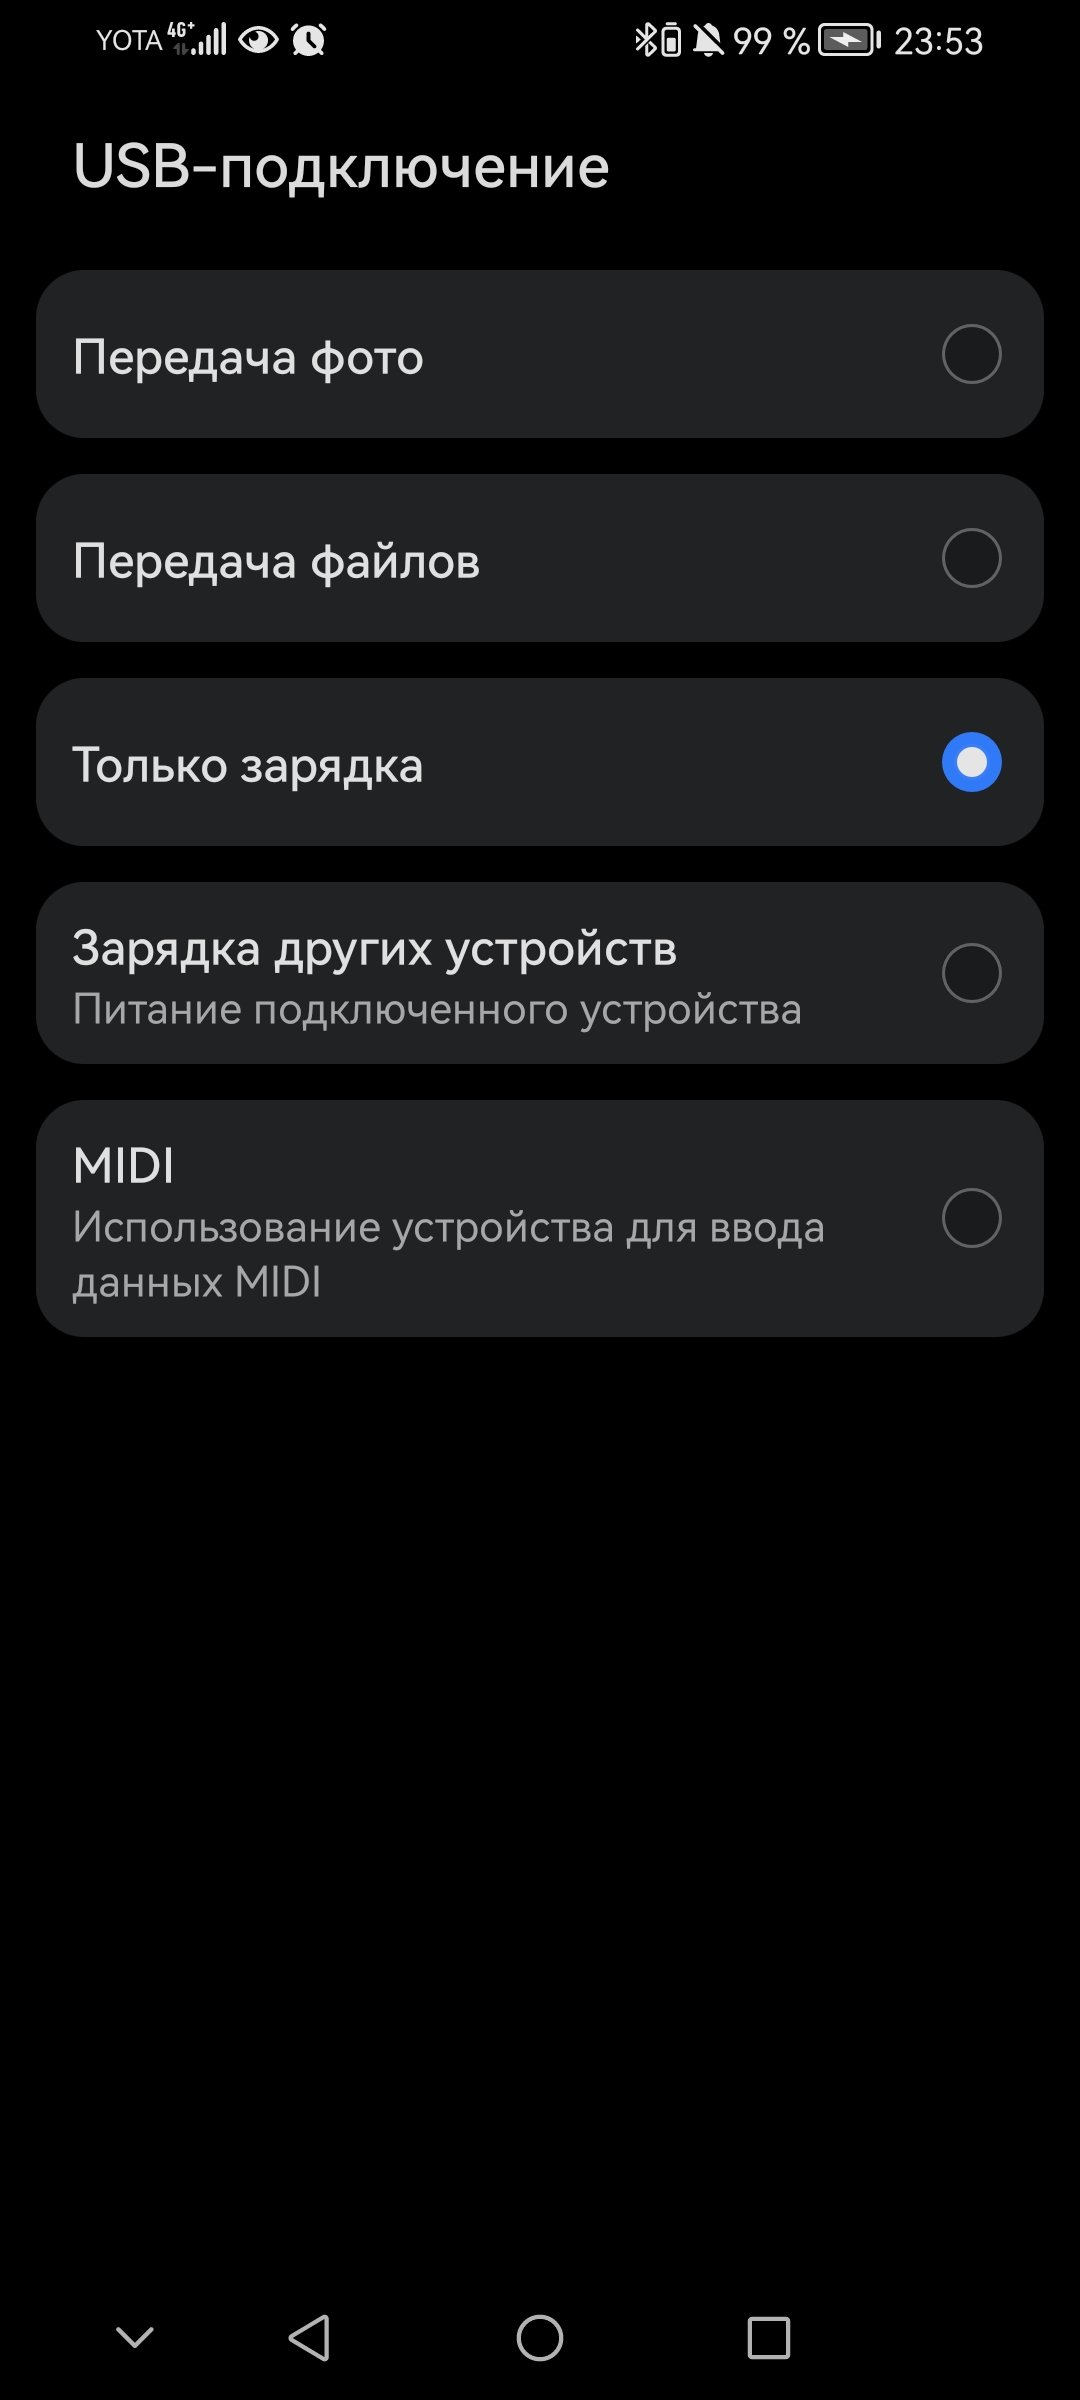 YOTA 4G+ 99 % 23:53
USB-подключение
Передача фото
Передача файлов
Только зарядка
Зарядка других устройств
Питание подключенного устройства
MIDI
Использование устройства для ввода
данных MIDI